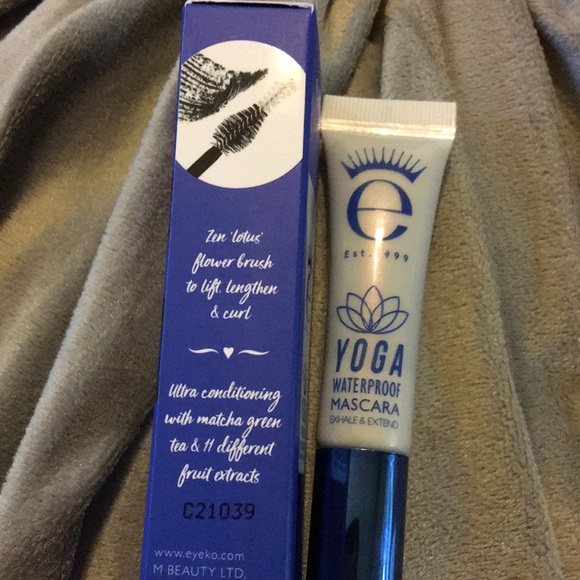 Zen 'lotus'
flower brush
to lift, lengthen
& curl
Ultra conditioning
with matcha green
tea & 11 different
fruit extracts
C21039
www.eyeko.com
M BEAUTY LTD,
e
Est. 1999
YOGA
WATERPROOF
MASCARA
EXHALE & EXTEND